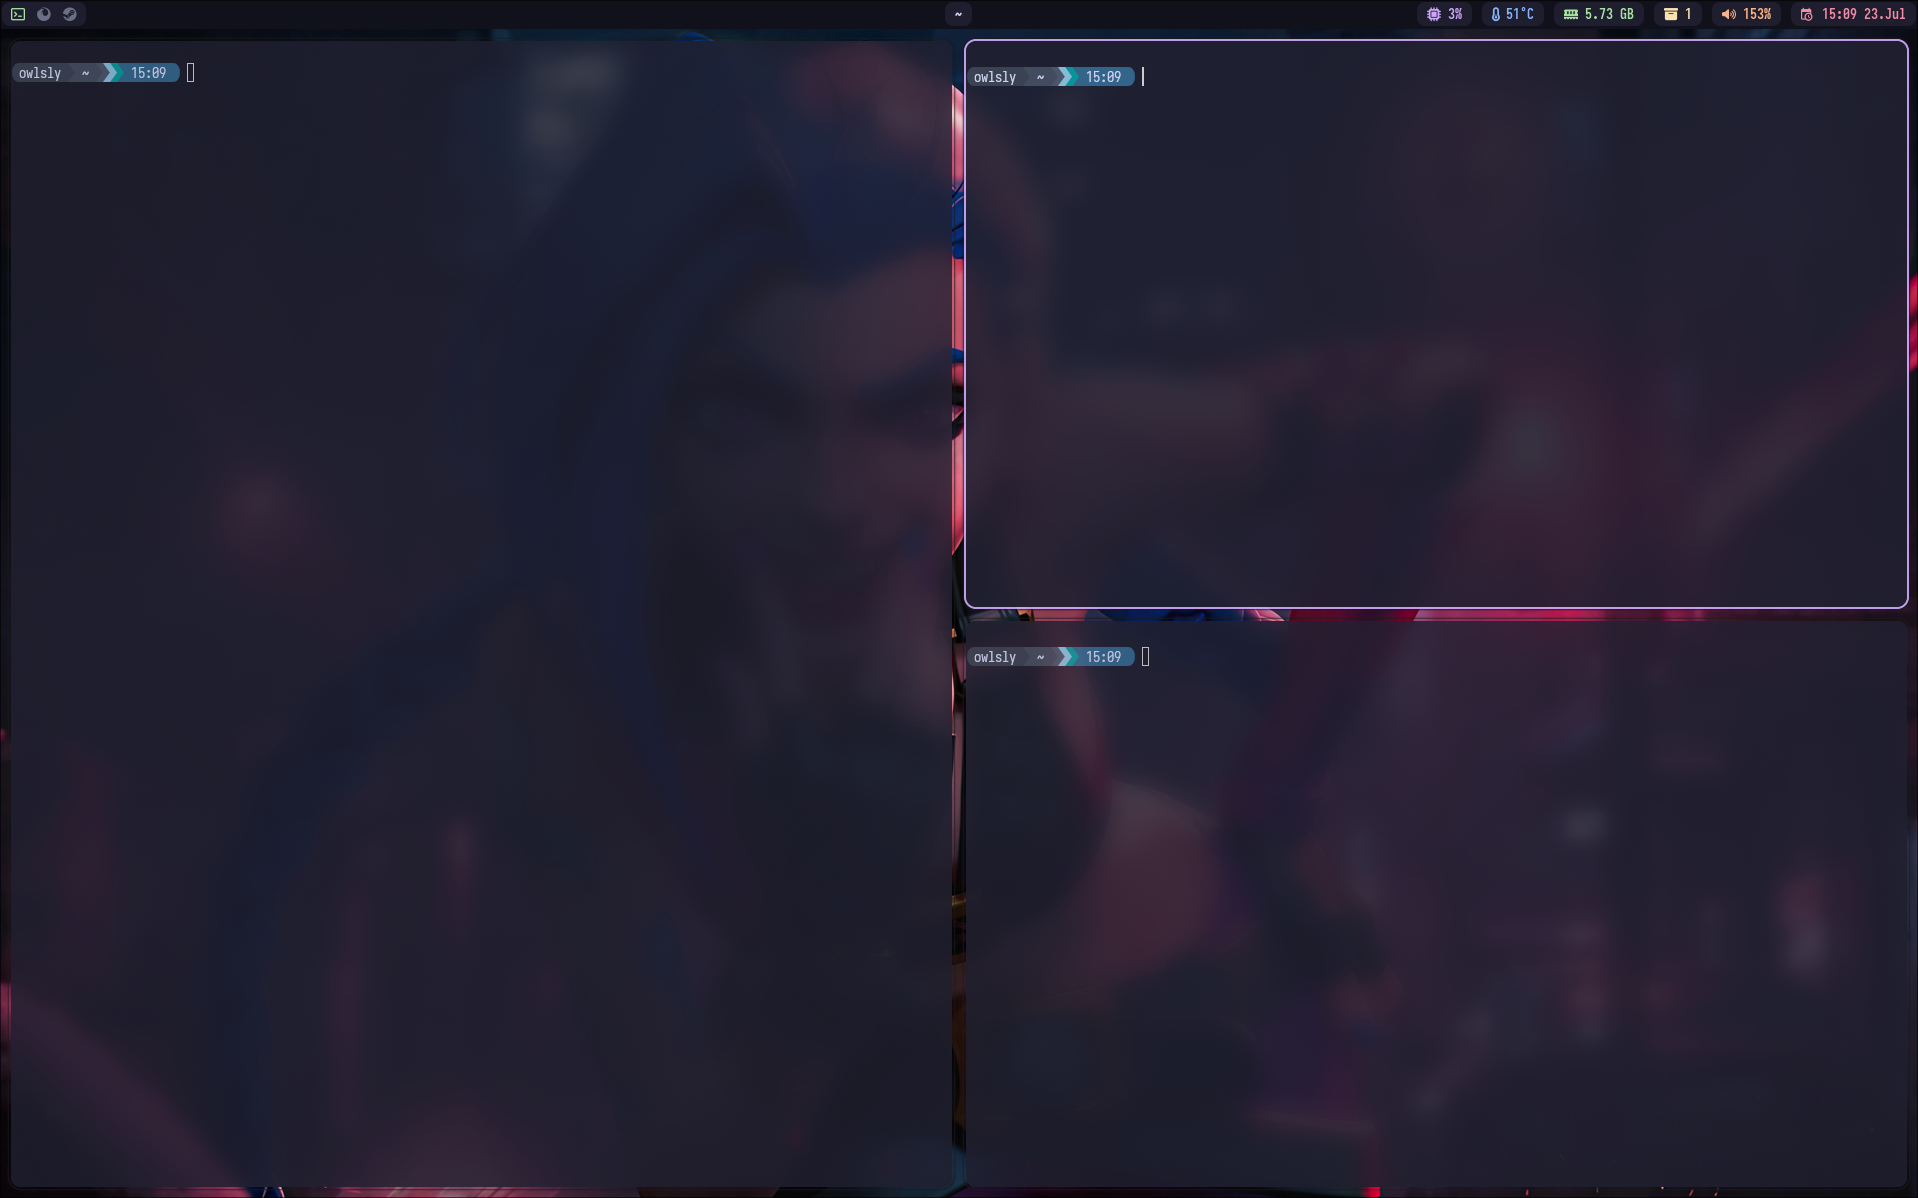 ~
3%
51°C
5.73 GB
1
153%
15:09 23.Jul
owlsly ~ 15:09
owlsly ~ 15:09
owlsly ~ 15:09